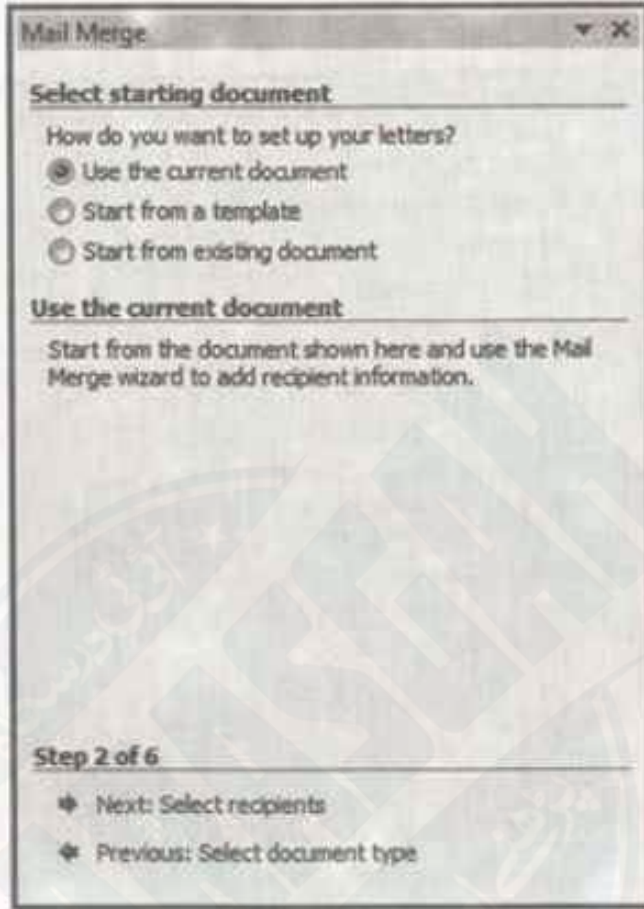 Mail Merge
Select starting document
How do you want to set up your letters?
Use the current document
Start from a template
Start from existing document
Use the current document
Start from the document shown here and use the Mail
Merge wizard to add recipient information.
Step 2 of 6
Next: Select recipients
Previous: Select document type